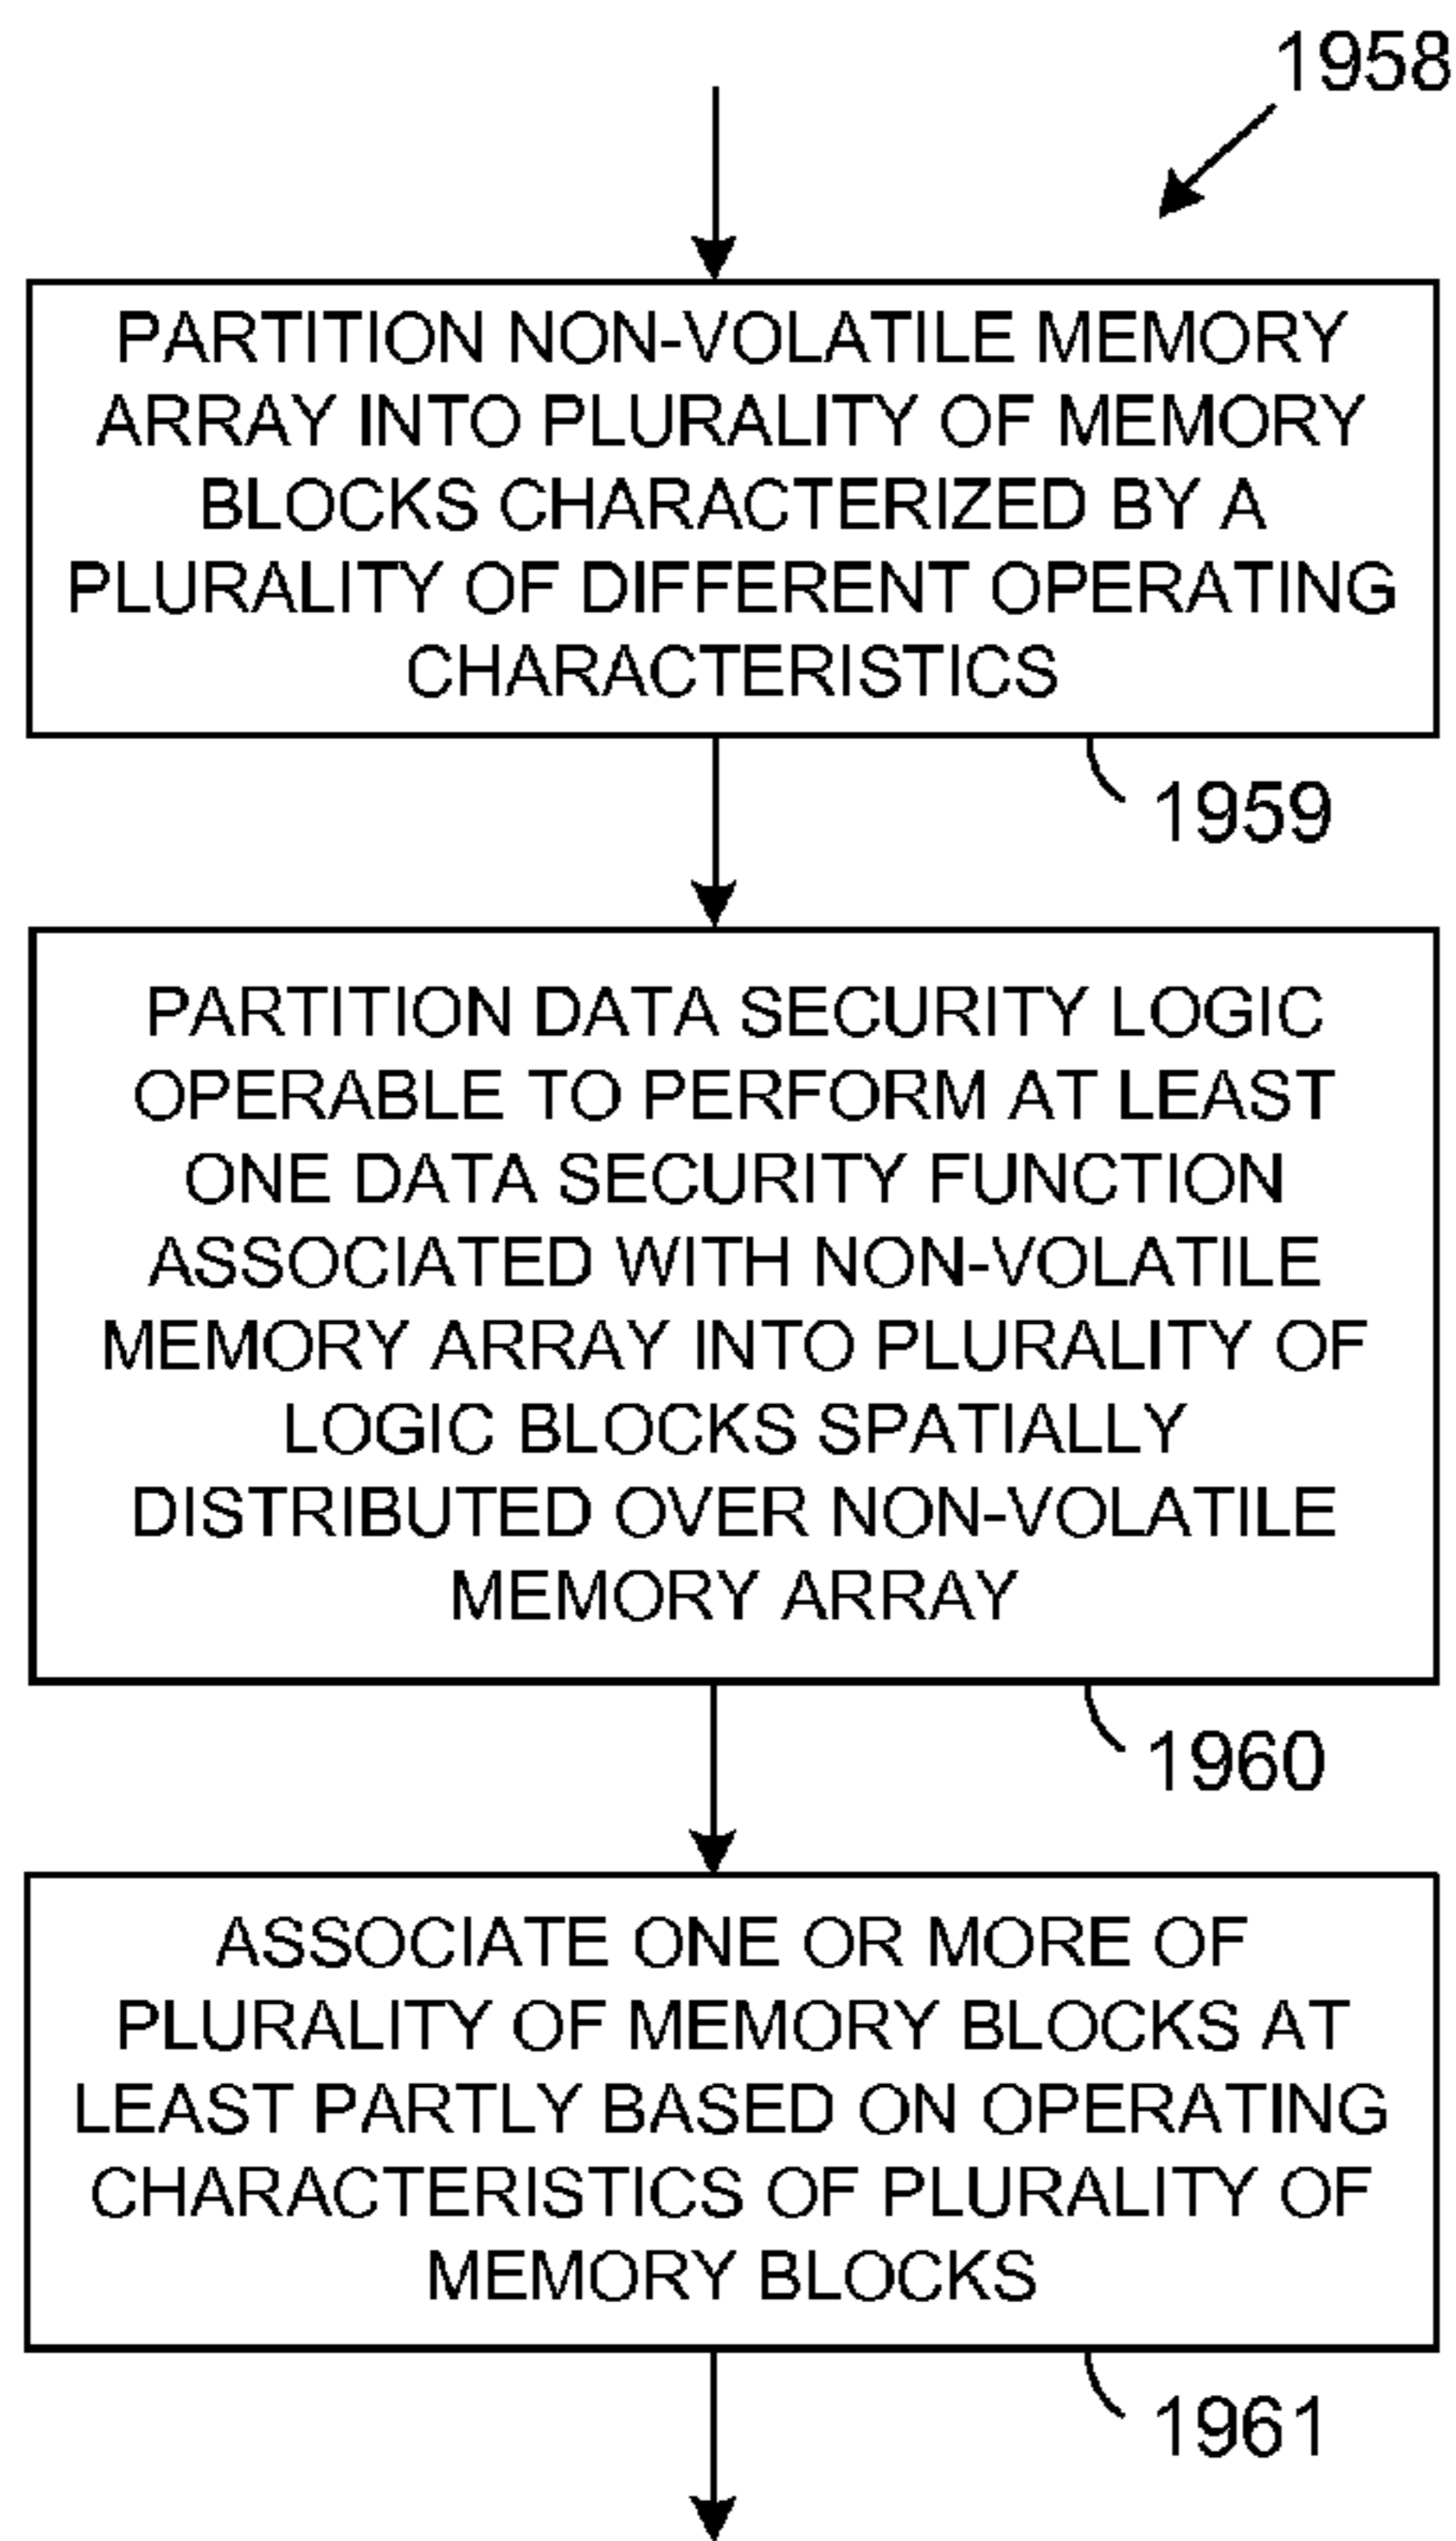 1958
PARTITION NON-VOLATILE MEMORY
ARRAY INTO PLURALITY OF MEMORY
BLOCKS CHARACTERIZED BY A
PLURALITY OF DIFFERENT OPERATING
CHARACTERISTICS
1959
PARTITION DATA SECURITY LOGIC
OPERABLE TO PERFORM AT LEAST
ONE DATA SECURITY FUNCTION
ASSOCIATED WITH NON-VOLATILE
MEMORY ARRAY INTO PLURALITY OF
LOGIC BLOCKS SPATIALLY
DISTRIBUTED OVER NON-VOLATILE
MEMORY ARRAY
1960
ASSOCIATE ONE OR MORE OF
PLURALITY OF MEMORY BLOCKS AT
LEAST PARTLY BASED ON OPERATING
CHARACTERISTICS OF PLURALITY OF
MEMORY BLOCKS
1961